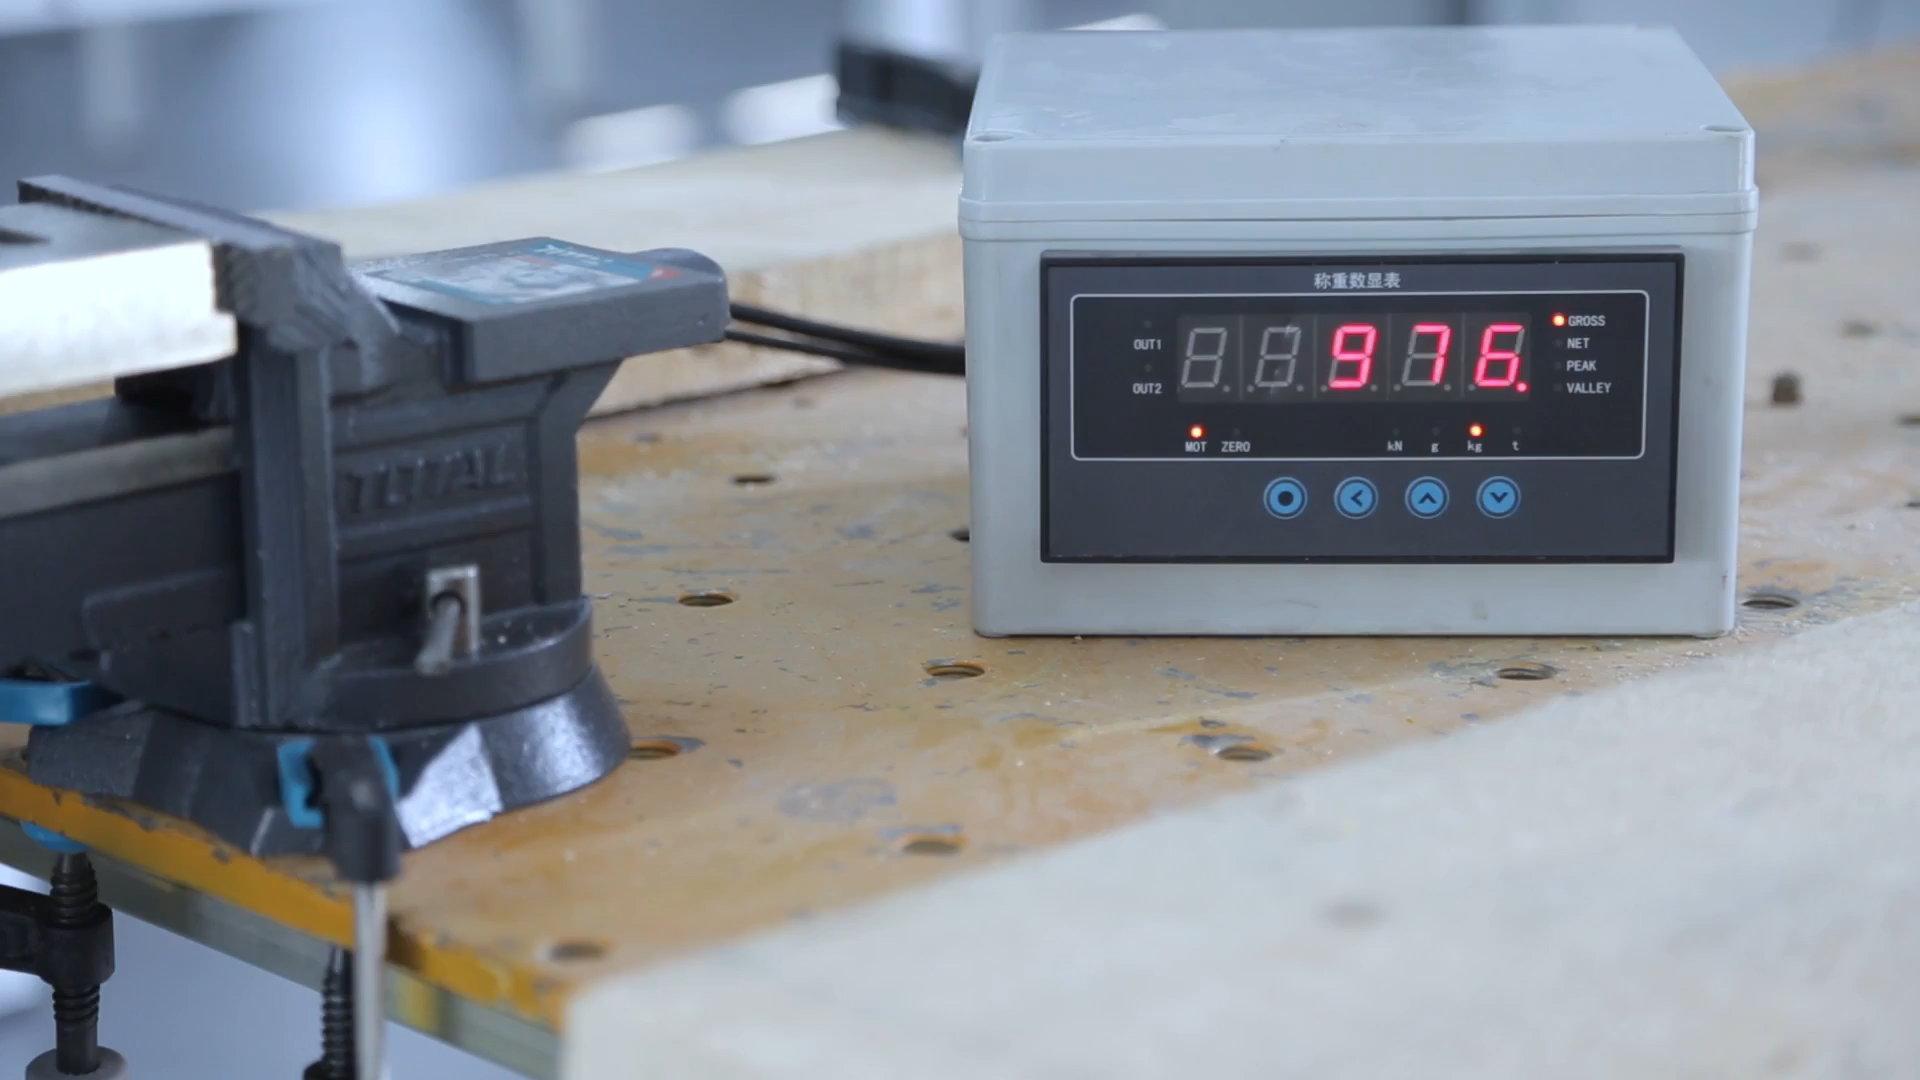 称重数显表
OUT1
OUT2
976.
GROSS
NET
PEAK
VALLEY
MOT ZERO kN g kg t
TOTAL